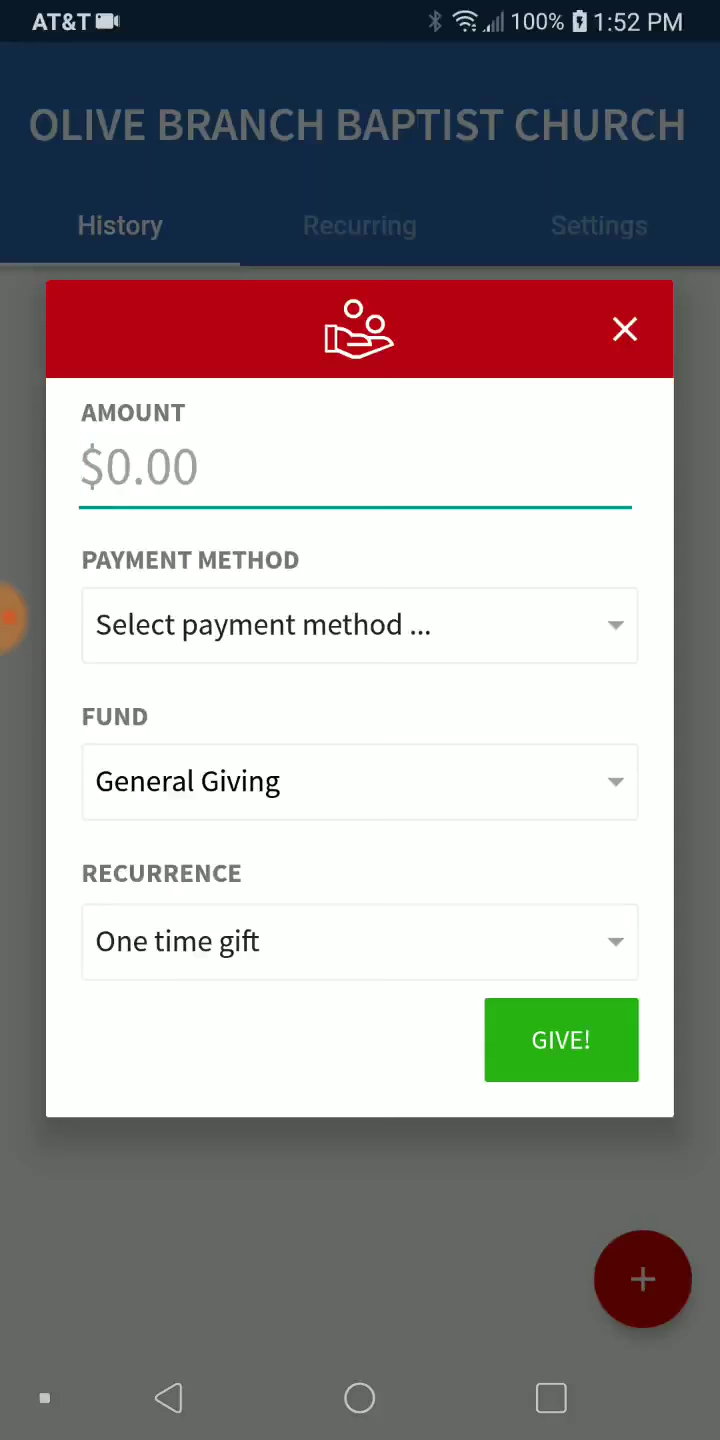 AT&T 100% 1:52 PM
OLIVE BRANCH BAPTIST CHURCH
History Recurring Settings
AMOUNT
$0.00
PAYMENT METHOD
Select payment method ...
FUND
General Giving
RECURRENCE
One time gift
GIVE!
+